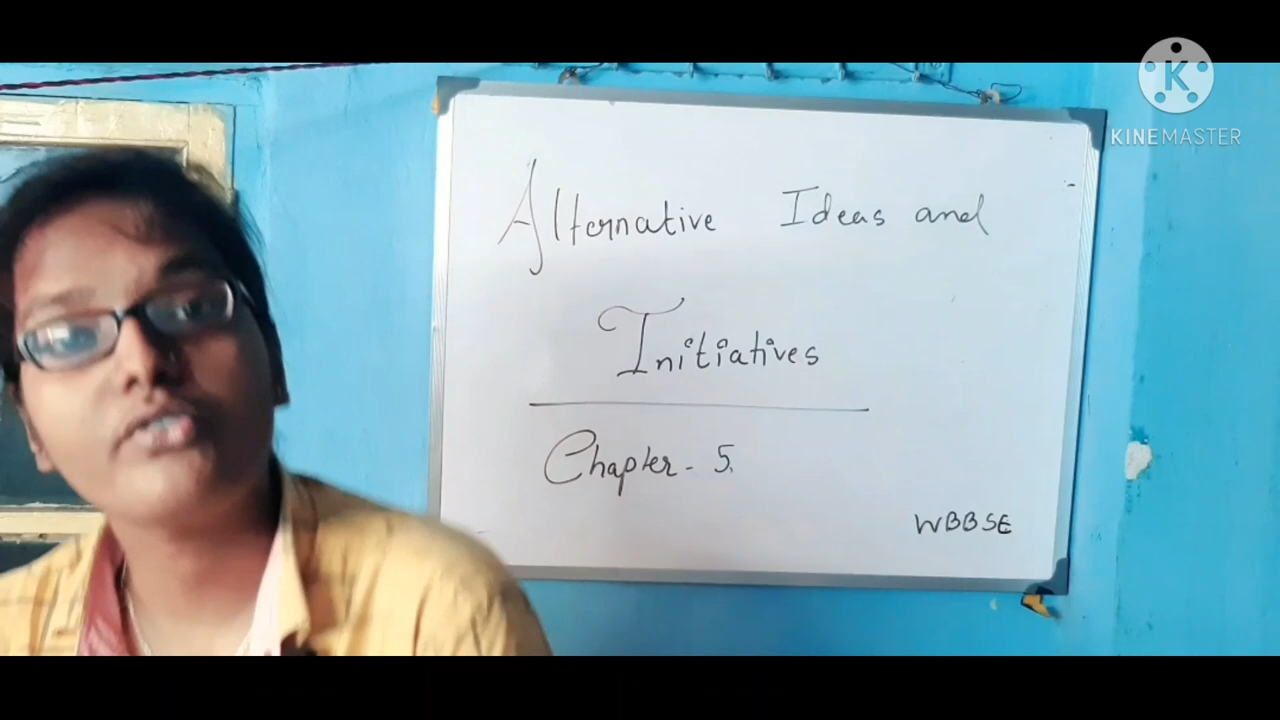 KINEMASTER
Alternative Ideas and
Initiatives
Chapter - 5.
WBBSE